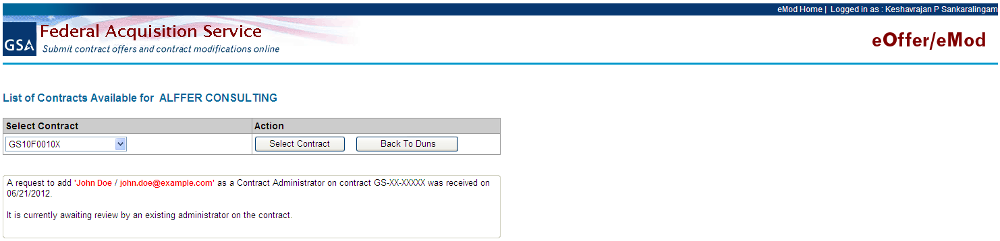 eMod Home | Logged in as : Keshavrajan P Sankaralingam
GSA
Federal Acquisition Service
Submit contract offers and contract modifications online
eOffer/eMod
List of Contracts Available for ALFFER CONSULTING
Select Contract Action
GS10F0010X Select Contract Back To Duns
A request to add 'John Doe / john.doe@example.com' as a Contract Administrator on contract GS-XX-XXXXX was received on
06/21/2012.
It is currently awaiting review by an existing administrator on the contract.